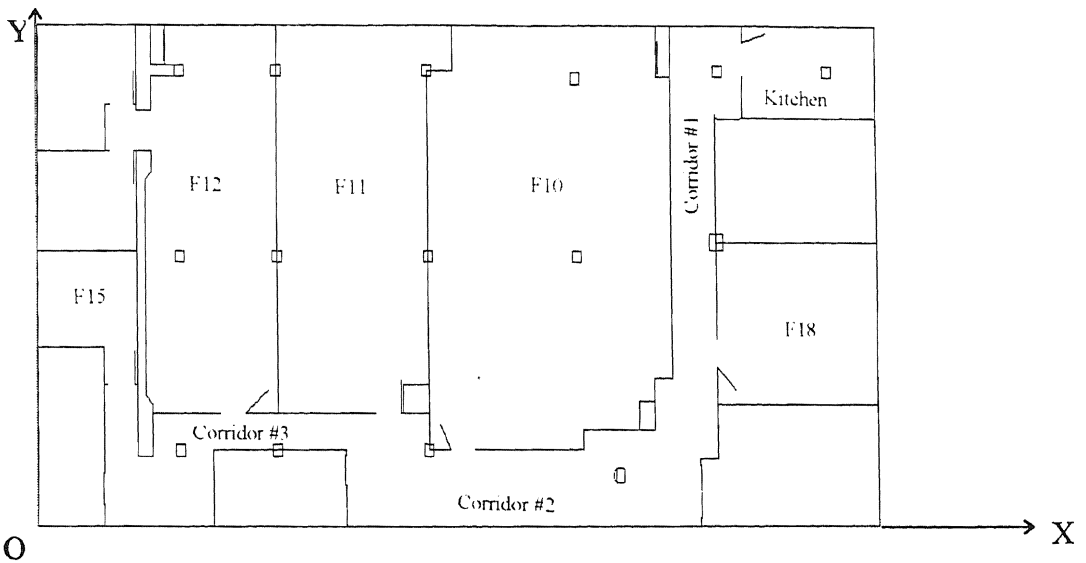 Y
Kitchen
Corridor #1
F12
F11
F10
F15
F18
Corridor #3
Corridor #2
O
X